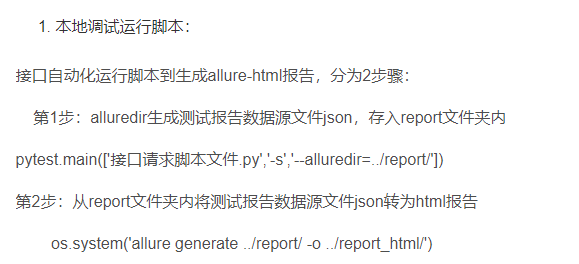 1. 本地调试运行脚本：
接口自动化运行脚本到生成allure-html报告，分为2步骤：
第1步：alluredir生成测试报告数据源文件json，存入report文件夹内
pytest.main(['接口请求脚本文件.py','-s','--alluredir=../report/'])
第2步：从report文件夹内将测试报告数据源文件json转为html报告
os.system('allure generate ../report/ -o ../report_html/')